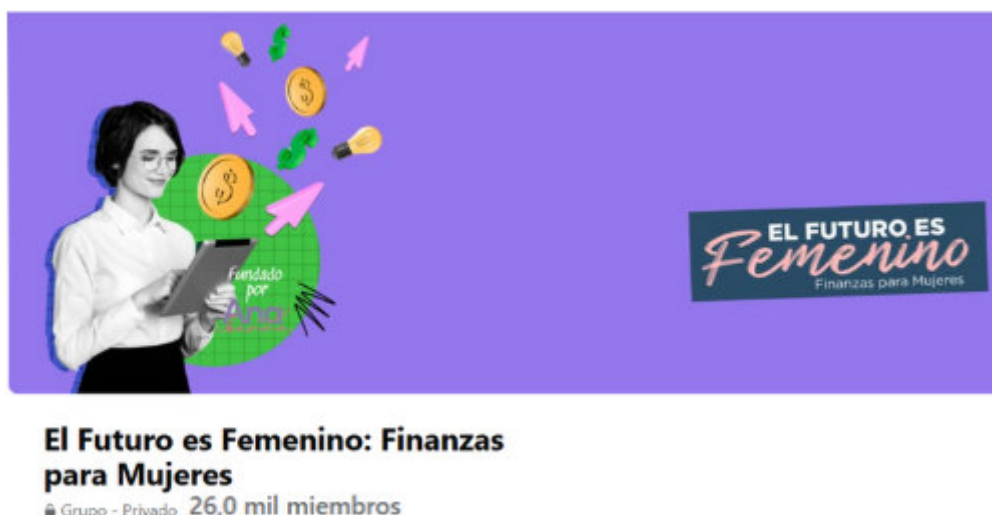 Fundado
por
Ana
EL FUTURO ES
Femenino
Finanzas para Mujeres
El Futuro es Femenino: Finanzas
para Mujeres
Grupo - Privado 26,0 mil miembros